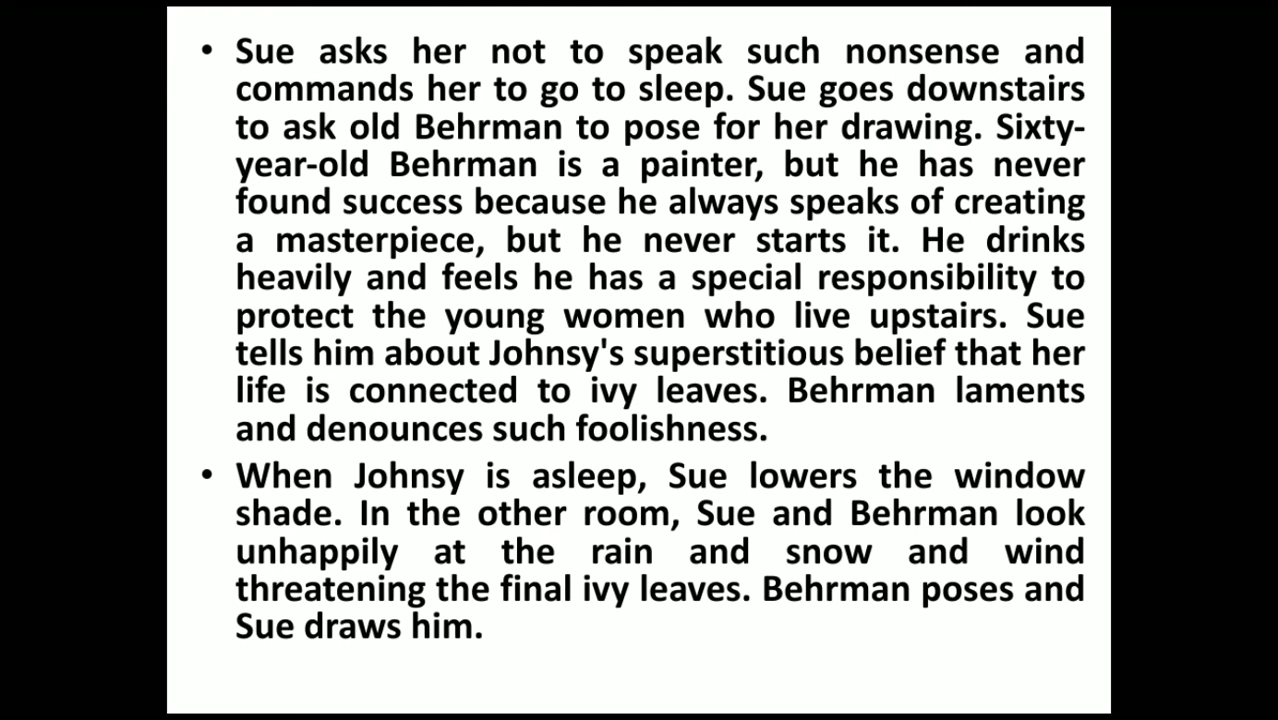 • Sue asks her not to speak such nonsense and
commands her to go to sleep. Sue goes downstairs
to ask old Behrman to pose for her drawing. Sixty-
year-old Behrman is a painter, but he has never
found success because he always speaks of creating
a masterpiece, but he never starts it. He drinks
heavily and feels he has a special responsibility to
protect the young women who live upstairs. Sue
tells him about Johnsy's superstitious belief that her
life is connected to ivy leaves. Behrman laments
and denounces such foolishness.
• When Johnsy is asleep, Sue lowers the window
shade. In the other room, Sue and Behrman look
unhappily at the rain and snow and wind
threatening the final ivy leaves. Behrman poses and
Sue draws him.